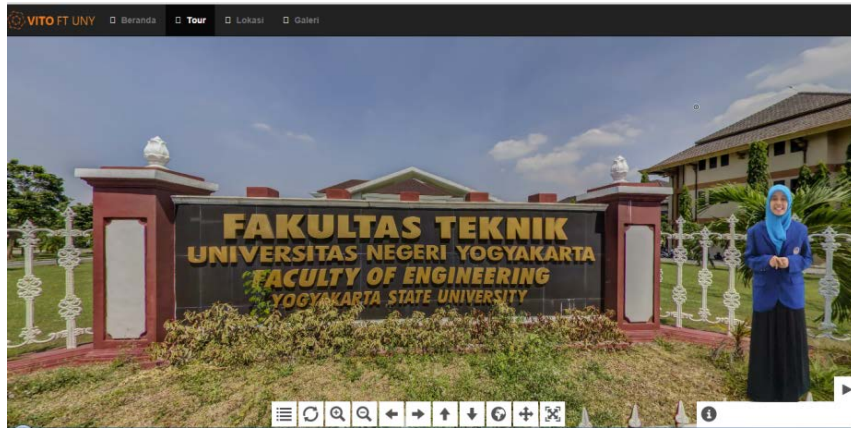 VITO FT UNY Beranda Tour Lokasi Galeri
FAKULTAS TEKNIK
UNIVERSITAS NEGERI YOGYAKARTA
FACULTY OF ENGINEERING
YOGYAKARTA STATE UNIVERSITY